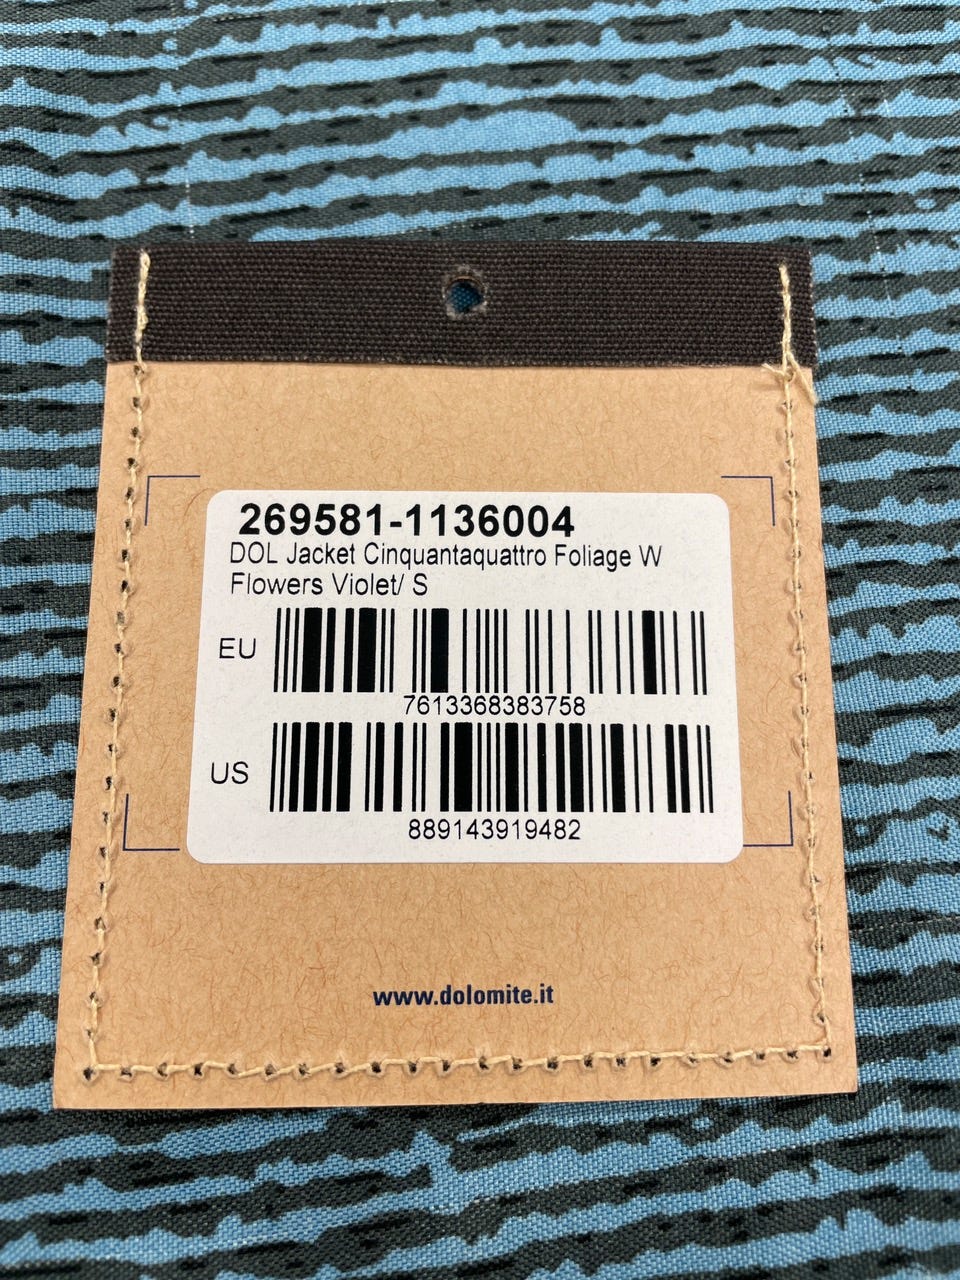 269581-1136004
DOL Jacket Cinquantaquattro Foliage W
Flowers Violet/ S
EU
7613368383758
US
889143919482
www.dolomite.it